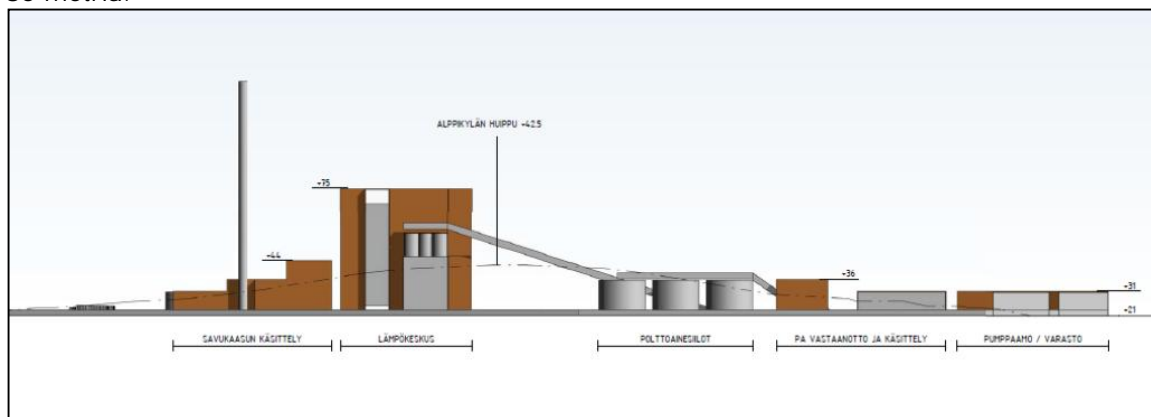 ALPPIKYLÄN HUIPPU +42.5
+75
+44
+36
+31
+21
SAVUKAASUN KÄSITTELY
LÄMPÖKESKUS
POLTTOAINESIILOT
PA VASTAANOTTO JA KÄSITTELY
PUMPPAAMO / VARASTO